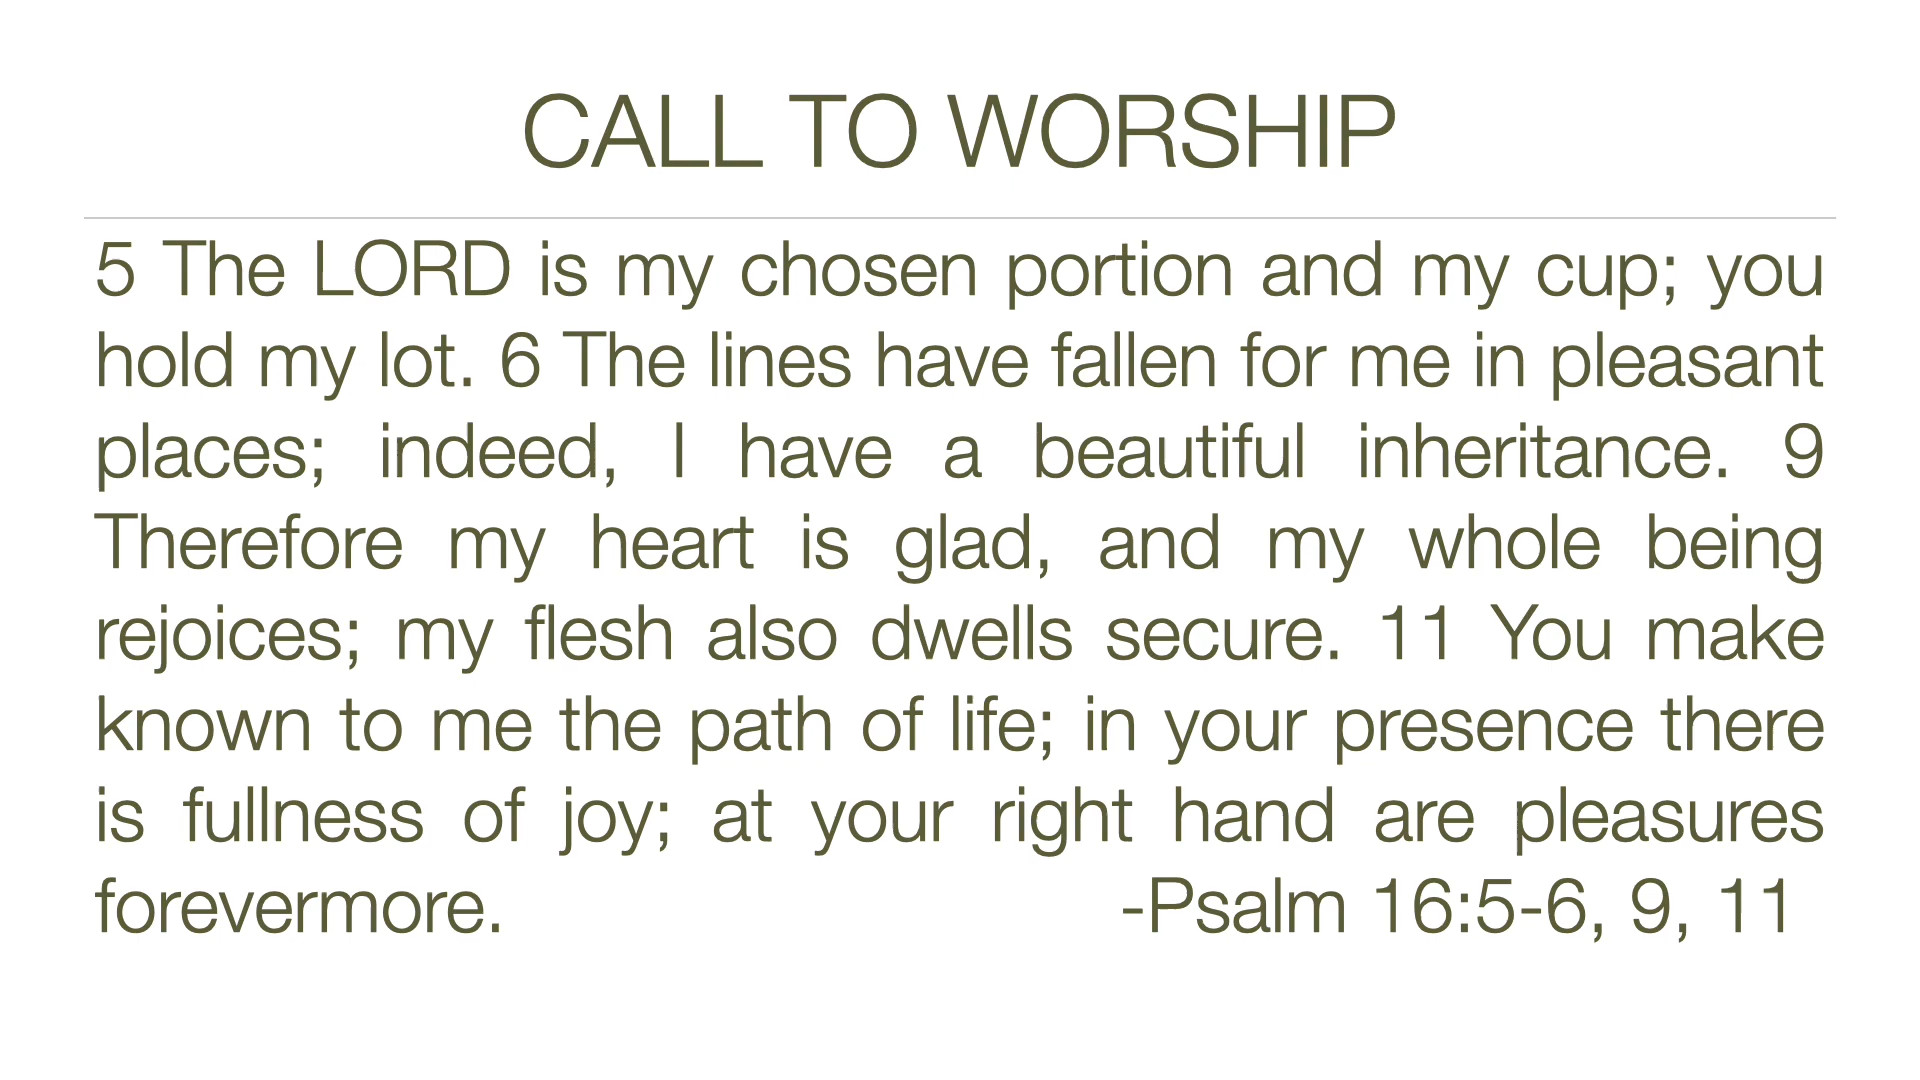 CALL TO WORSHIP
5 The LORD is my chosen portion and my cup; you
hold my lot. 6 The lines have fallen for me in pleasant
places; indeed, I have a beautiful inheritance. 9
Therefore my heart is glad, and my whole being
rejoices; my flesh also dwells secure. 11 You make
known to me the path of life; in your presence there
is fullness of joy; at your right hand are pleasures
forevermore. -Psalm 16:5-6, 9, 11